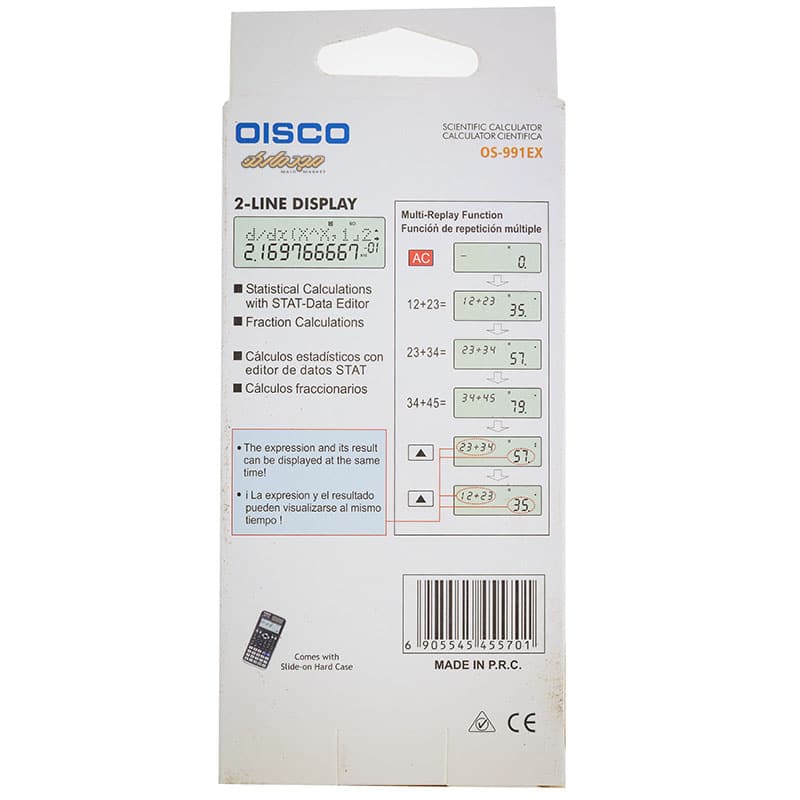 OISCO
MAIN MARKET
SCIENTIFIC CALCULATOR
CALCULATOR CIENTIFICA
OS-991EX
2-LINE DISPLAY
d/dx(X^X,1⌟2
2.169766667-01
■ Statistical Calculations
with STAT-Data Editor
■ Fraction Calculations
■ Cálculos estadísticos con
editor de datos STAT
■ Cálculos fraccionarios
• The expression and its result
can be displayed at the same
time!
• i La expresion y el resultado
pueden visualizarse al mismo
tiempo !
Multi-Replay Function
Funcióń de repetición múltiple
AC
0.
12+23=
12+23
35.
23+34=
23+34
57.
34+45=
34+45
79.
▲
23+34
57.
▲
12+23
35.
Comes with
Slide-on Hard Case
6 905545 455701
MADE IN P.R.C.
CE